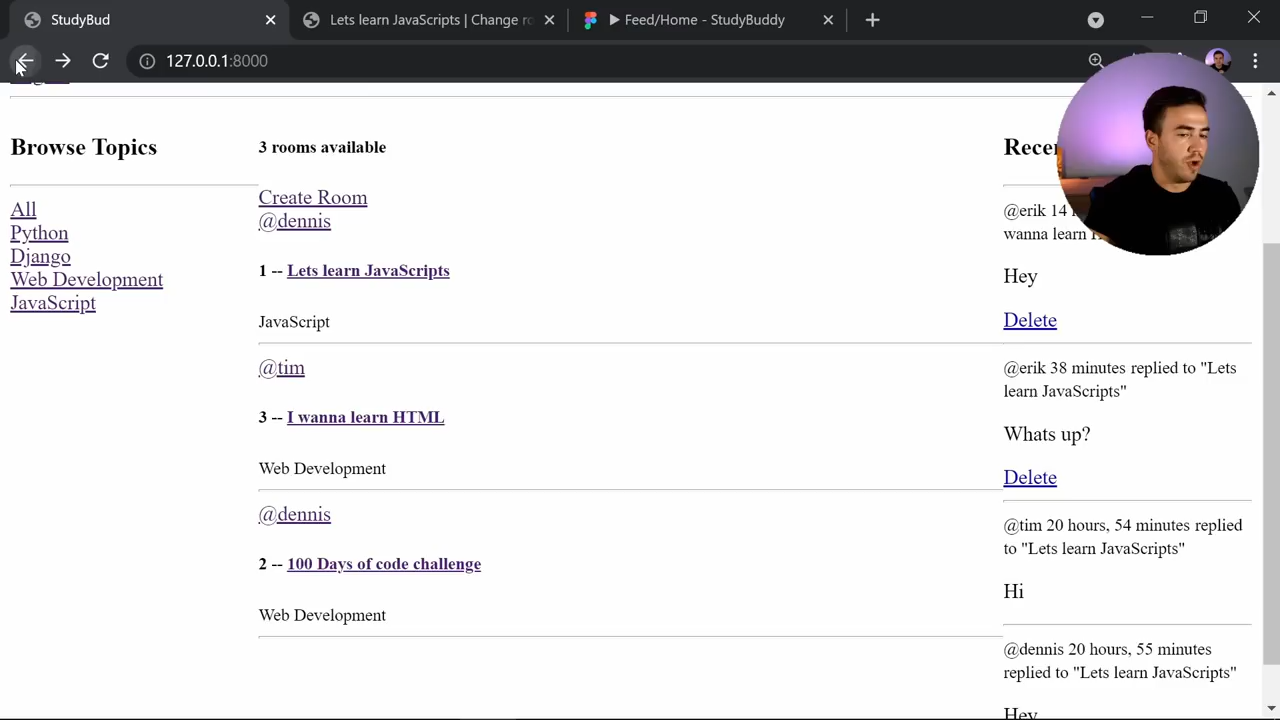 StudyBud
Lets learn JavaScripts | Change ro
Feed/Home - StudyBuddy
127.0.0.1:8000
Browse Topics
All
Python
Django
Web Development
JavaScript
3 rooms available
Create Room
@dennis
1 -- Lets learn JavaScripts
JavaScript
@tim
3 -- I wanna learn HTML
Web Development
@dennis
2 -- 100 Days of code challenge
Web Development
@erik 14
wanna learn
Hey
Delete
@erik 38 minutes replied to "Lets
learn JavaScripts"
Whats up?
Delete
@tim 20 hours, 54 minutes replied
to "Lets learn JavaScripts"
Hi
@dennis 20 hours, 55 minutes
replied to "Lets learn JavaScripts"
Hey